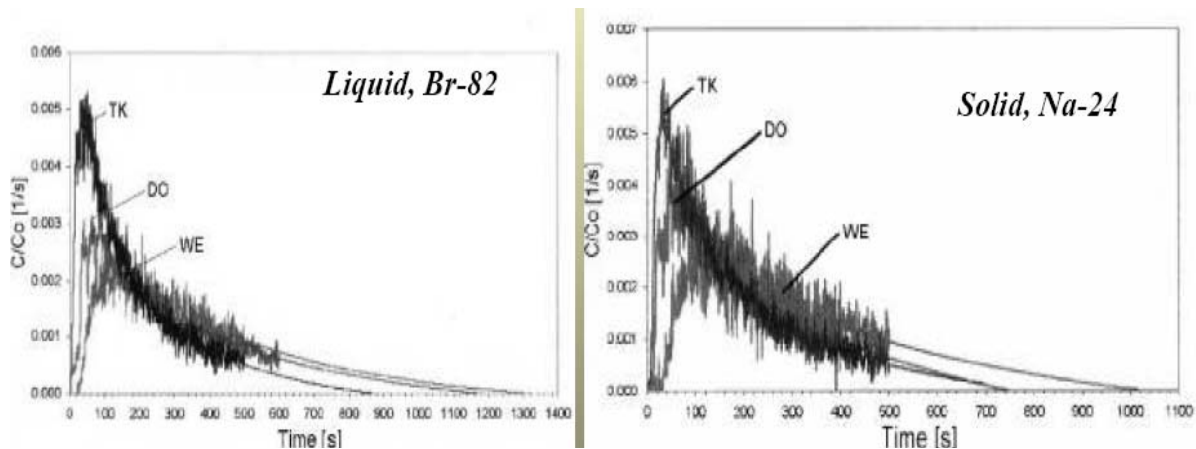 Liquid, Br-82
C/Co [1/s]
0.006
0.005
0.004
0.003
0.002
0.001
0.000
TK
DO
WE
0 100 200 300 400 500 600 700 800 900 1000 1100 1200 1300 1400
Time [s]
Solid, Na-24
C/Co [1/s]
0.007
0.006
0.005
0.004
0.003
0.002
0.001
0.000
TK
DO
WE
0 100 200 300 400 500 600 700 800 900 1000 1100
Time [s]